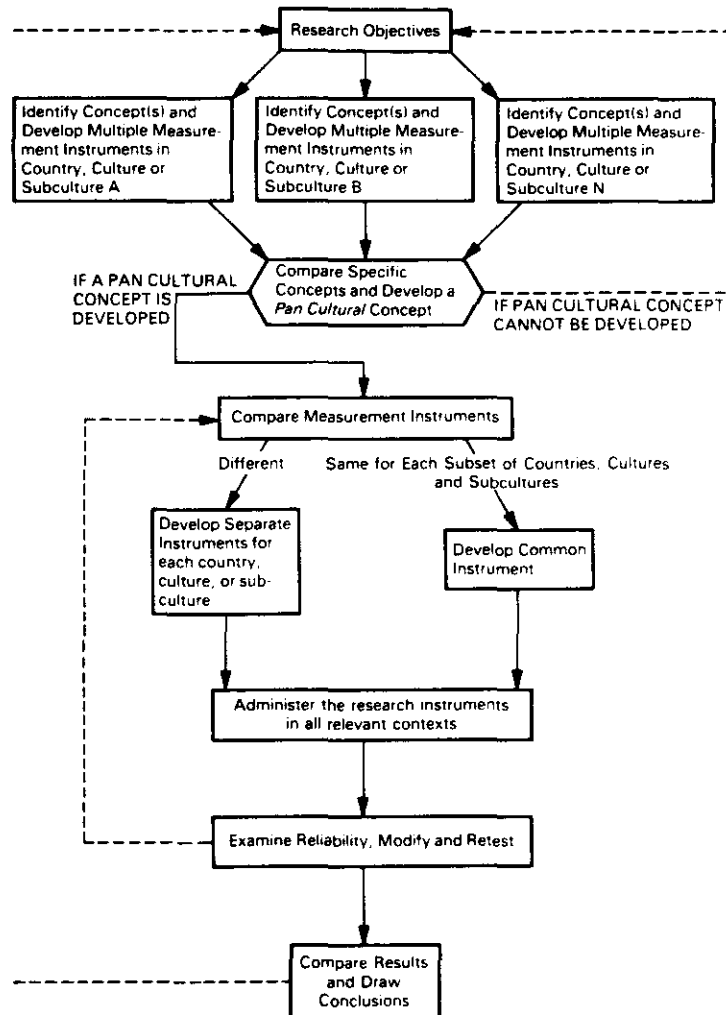 Research Objectives
Identify Concept(s) and
Develop Multiple Measure-
ment Instruments in
Country, Culture or
Subculture A
Identify Concept(s) and
Develop Multiple Measure-
ment Instruments in
Country, Culture or
Subculture B
Identify Concept(s) and
Develop Multiple Measure-
ment Instruments in
Country, Culture or
Subculture N
Compare Specific
Concepts and Develop a
Pan Cultural Concept
IF A PAN CULTURAL
CONCEPT IS
DEVELOPED
IF PAN CULTURAL CONCEPT
CANNOT BE DEVELOPED
Compare Measurement Instruments
Different
Same for Each Subset of Countries, Cultures
and Subcultures
Develop Separate
Instruments for
each country,
culture, or sub-
culture
Develop Common
Instrument
Administer the research instruments
in all relevant contexts
Examine Reliability, Modify and Retest
Compare Results
and Draw
Conclusions